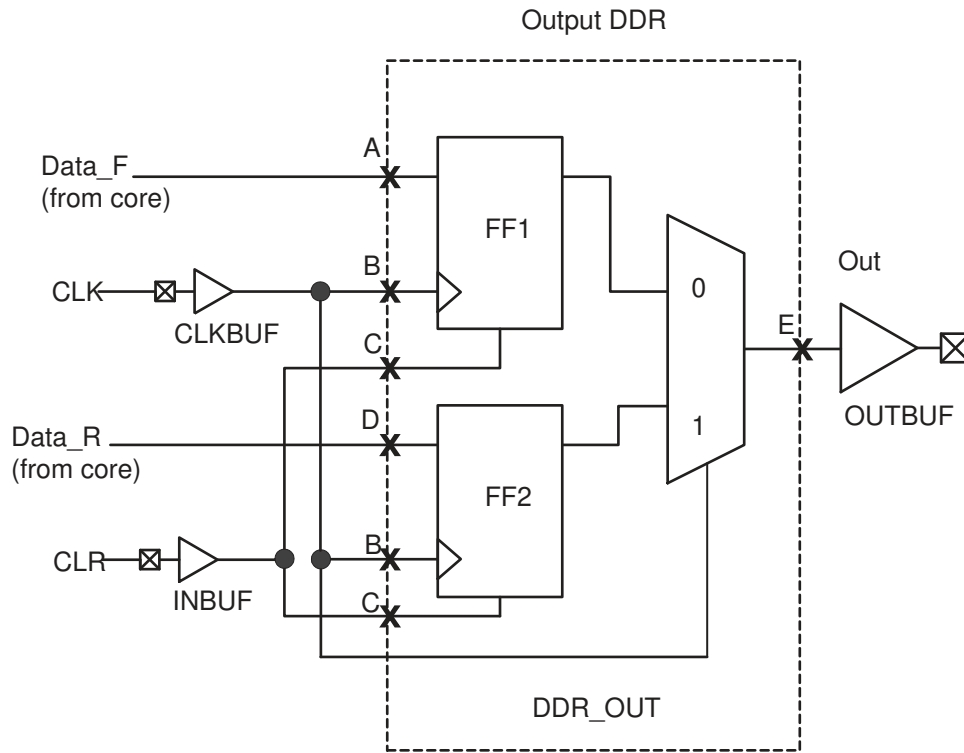 Output DDR
A
Data_F
(from core)
FF1
B
Out
CLK
0
CLKBUF
E
C
D
OUTBUF
Data_R
(from core)
1
FF2
B
CLR
C
INBUF
DDR_OUT